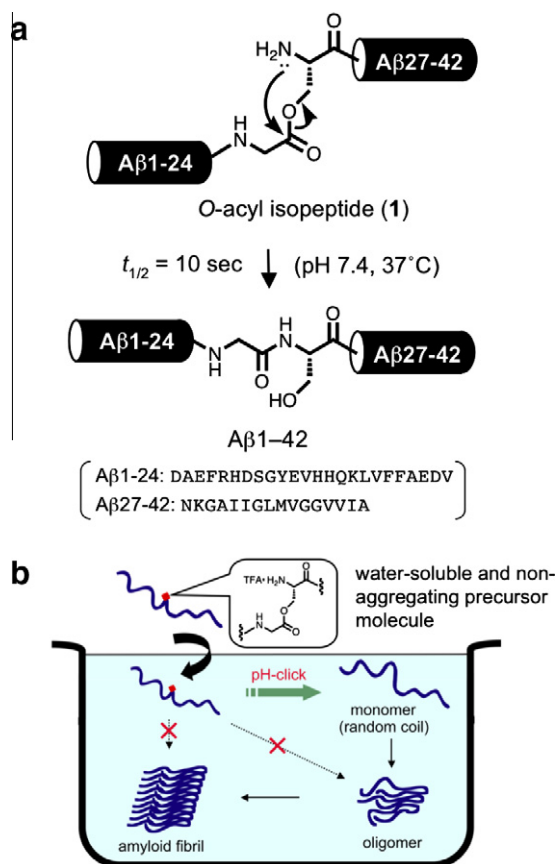 a
H₂N
O
Aβ27-42
O
Aβ1-24
N
H
O
O-acyl isopeptide (1)
t1/2 = 10 sec (pH 7.4, 37˚C)
Aβ1-24
N
H
H
N
O
O
Aβ27-42
HO
Aβ1–42
Aβ1-24: DAEFRHDSGYEVHHQKLVFFAEDV
Aβ27-42: NKGAIIGLMVGGVVIA
b
TFA• H₂N
O
O
H
N
O
water-soluble and non-
aggregating precursor
molecule
pH-click
monomer
(random coil)
amyloid fibril
oligomer